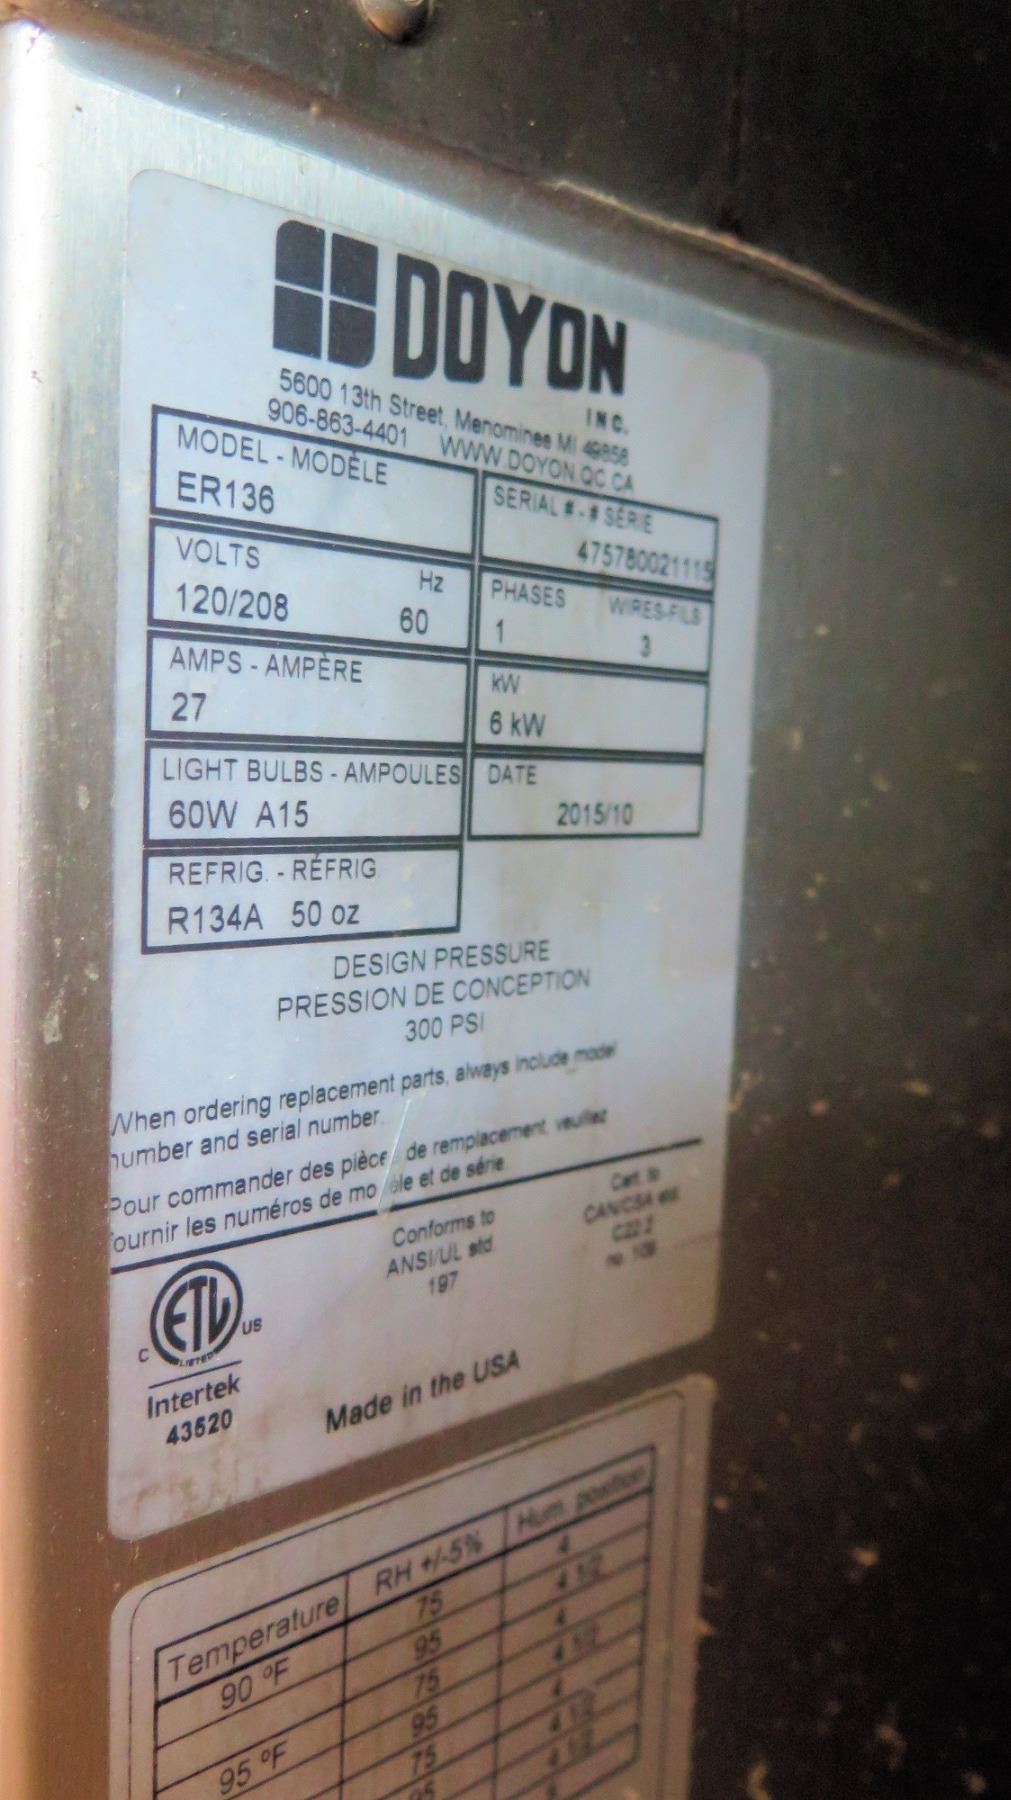 DOYON
INC.
5600 13th Street, Menominee MI 49858
906-863-4401 WWW.DOYON.QC.CA
MODEL - MODÈLE
ER136
SERIAL # - # SÉRIE
475780021115
VOLTS Hz
120/208 60
PHASES WIRES-FILS
1 3
AMPS - AMPÈRE
27
kW
6 kW
LIGHT BULBS - AMPOULES
60W A15
DATE
2015/10
REFRIG. - RÉFRIG.
R134A 50 oz
DESIGN PRESSURE
PRESSION DE CONCEPTION
300 PSI
When ordering replacement parts, always include model
number and serial number.
Pour commander des pièce de remplacement, veuillez
fournir les numéros de mo èle et de série.
Conforms to
ANSI/UL std.
197
Cert. to
CAN/CSA std.
C22.2
no. 109
ETL
LISTED
C US
Intertek
43520
Made in the USA
Temperature RH +/-5% Hum. position
90 °F 75 4
95 4 1/2
75 4
95 °F 95 4 1/2
75 4
95 4 1/2